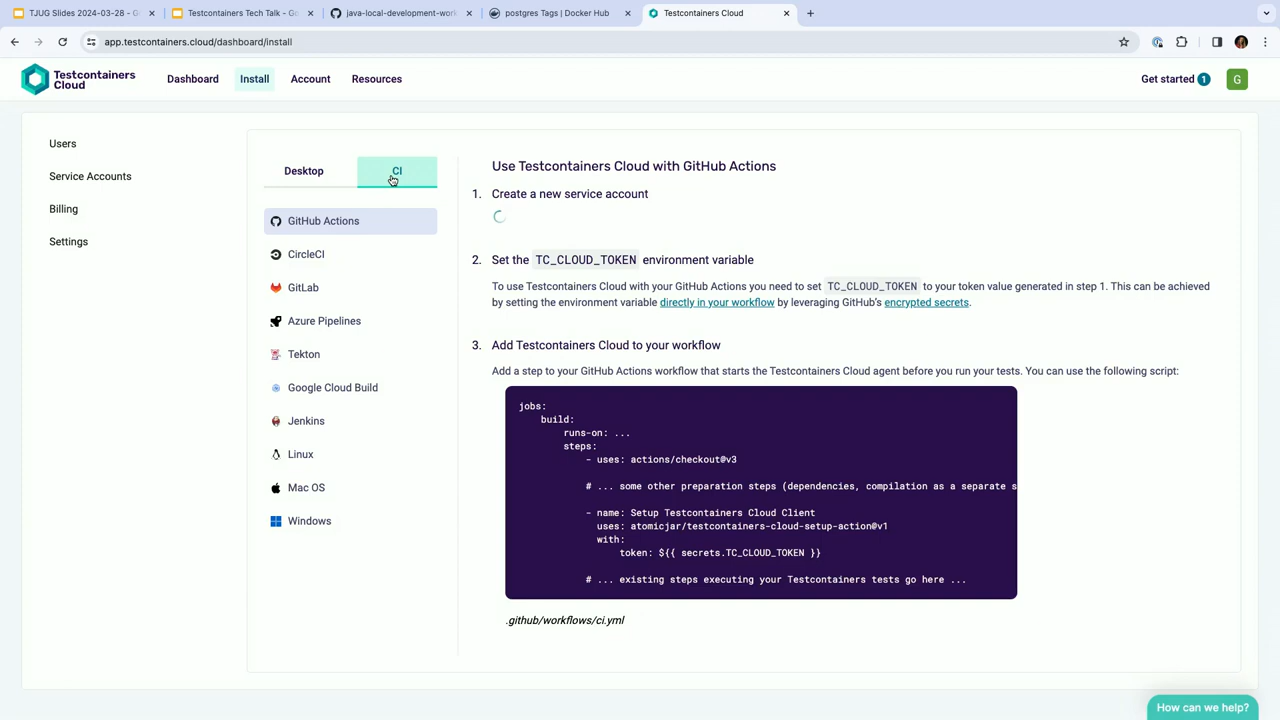 TJUG Slides 2024-03-28 - G
Testcontainers Tech Talk - Go
java-local-development-work
postgres Tags | Docker Hub
Testcontainers Cloud
app.testcontainers.cloud/dashboard/install
Testcontainers
Cloud
Dashboard
Install
Account
Resources
Get started 1
G
Users
Service Accounts
Billing
Settings
Desktop
CI
GitHub Actions
CircleCI
GitLab
Azure Pipelines
Tekton
Google Cloud Build
Jenkins
Linux
Mac OS
Windows
Use Testcontainers Cloud with GitHub Actions
1. Create a new service account
2. Set the TC_CLOUD_TOKEN environment variable
To use Testcontainers Cloud with your GitHub Actions you need to set TC_CLOUD_TOKEN to your token value generated in step 1. This can be achieved
by setting the environment variable directly in your workflow by leveraging GitHub's encrypted secrets.
3. Add Testcontainers Cloud to your workflow
Add a step to your GitHub Actions workflow that starts the Testcontainers Cloud agent before you run your tests. You can use the following script:
jobs:
build:
runs-on: ...
steps:
- uses: actions/checkout@v3
# ... some other preparation steps (dependencies, compilation as a separate s
- name: Setup Testcontainers Cloud Client
uses: atomicjar/testcontainers-cloud-setup-action@v1
with:
token: ${{ secrets.TC_CLOUD_TOKEN }}
# ... existing steps executing your Testcontainers tests go here ...
.github/workflows/ci.yml
How can we help?